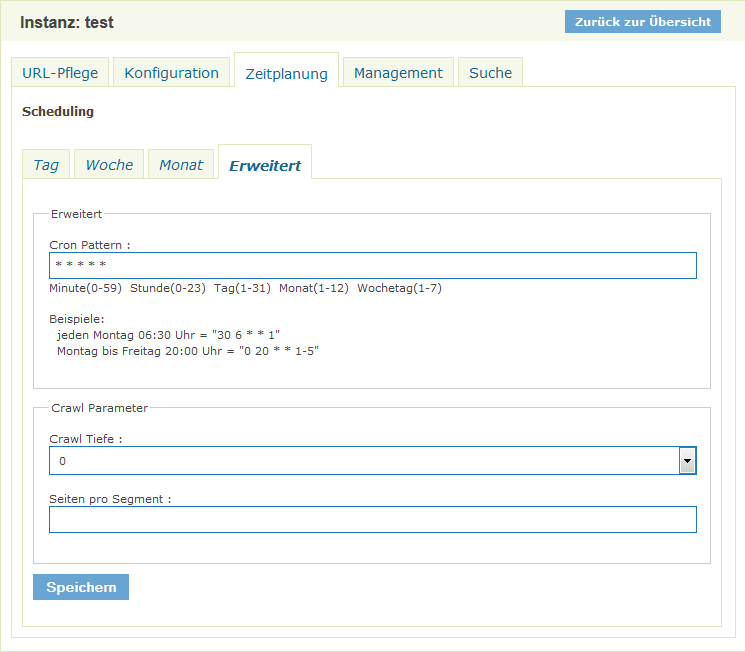 Instanz: test
Zurück zur Übersicht
URL-Pflege Konfiguration Zeitplanung Management Suche
Scheduling
Tag Woche Monat Erweitert
Erweitert
Cron Pattern :
* * * * *
Minute(0-59) Stunde(0-23) Tag(1-31) Monat(1-12) Wochetag(1-7)
Beispiele:
jeden Montag 06:30 Uhr = "30 6 * * 1"
Montag bis Freitag 20:00 Uhr = "0 20 * * 1-5"
Crawl Parameter
Crawl Tiefe :
0
Seiten pro Segment :
Speichern